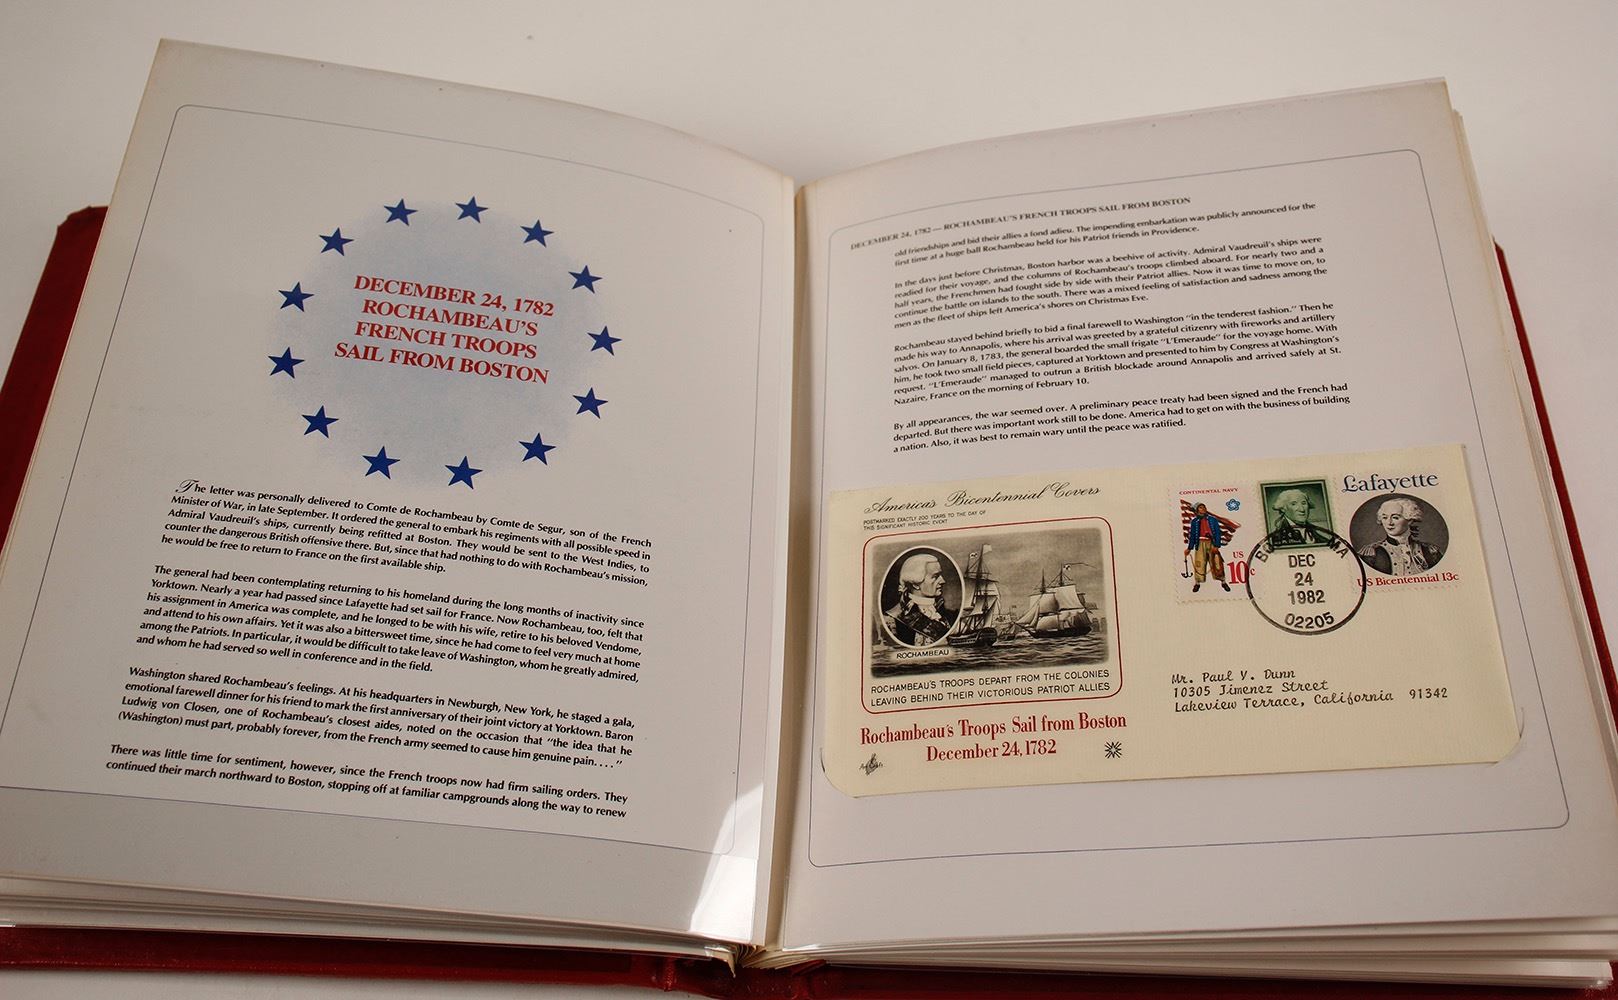 DECEMBER 24, 1782
ROCHAMBEAU'S
FRENCH TROOPS
SAIL FROM BOSTON
The letter was personally delivered to Comte de Rochambeau by Comte de Segur, son of the French
Minister of War, in late September. It ordered the general to embark his regiments with all possible speed in
Admiral Vaudreuil's ships, currently being refitted at Boston. They would be sent to the West Indies, to
counter the dangerous British offensive there. But, since that had nothing to do with Rochambeau's mission,
he would be free to return to France on the first available ship.
The general had been contemplating returning to his homeland during the long months of inactivity since
Yorktown. Nearly a year had passed since Lafayette had set sail for France. Now Rochambeau, too, felt that
his assignment in America was complete, and he longed to be with his wife, retire to his beloved Vendome,
and attend to his own affairs. Yet it was also a bittersweet time, since he had come to feel very much at home
among the Patriots. In particular, it would be difficult to take leave of Washington, whom he greatly admired,
and whom he had served so well in conference and in the field.
Washington shared Rochambeau's feelings. At his headquarters in Newburgh, New York, he staged a gala,
emotional farewell dinner for his friend to mark the first anniversary of their joint victory at Yorktown. Baron
Ludwig von Closen, one of Rochambeau's closest aides, noted on the occasion that "the idea that he
(Washington) must part, probably forever, from the French army seemed to cause him genuine pain...."
There was little time for sentiment, however, since the French troops now had firm sailing orders. They
continued their march northward to Boston, stopping off at familiar campgrounds along the way to renew
DECEMBER 24, 1782 — ROCHAMBEAU'S FRENCH TROOPS SAIL FROM BOSTON
old friendships and bid their allies a fond adieu. The impending embarkation was publicly announced for the
first time at a huge ball Rochambeau held for his Patriot friends in Providence.
In the days just before Christmas, Boston harbor was a beehive of activity. Admiral Vaudreuil's ships were
readied for their voyage, and the columns of Rochambeau's troops climbed aboard. For nearly two and a
half years, the Frenchmen had fought side by side with their Patriot allies. Now it was time to move on, to
continue the battle on islands to the south. There was a mixed feeling of satisfaction and sadness among the
men as the fleet of ships left America's shores on Christmas Eve.
Rochambeau stayed behind briefly to bid a final farewell to Washington "in the tenderest fashion." Then he
made his way to Annapolis, where his arrival was greeted by a grateful citizenry with fireworks and artillery
salvos. On January 8, 1783, the general boarded the small frigate "L'Emeraude" for the voyage home. With
him, he took two small field pieces, captured at Yorktown and presented to him by Congress at Washington's
request. "L'Emeraude" managed to outrun a British blockade around Annapolis and arrived safely at St.
Nazaire, France on the morning of February 10.
By all appearances, the war seemed over. A preliminary peace treaty had been signed and the French had
departed. But there was important work still to be done. America had to get on with the business of building
a nation. Also, it was best to remain wary until the peace was ratified.
America's Bicentennial Covers
POSTMARKED EXACTLY 200 YEARS TO THE DAY OF
THIS SIGNIFICANT HISTORIC EVENT
ROCHAMBEAU
ROCHAMBEAU'S TROOPS DEPART FROM THE COLONIES
LEAVING BEHIND THEIR VICTORIOUS PATRIOT ALLIES
Rochambeau's Troops Sail from Boston
December 24, 1782
CONTINENTAL NAVY
US
10c
Lafayette
US Bicentennial 13c
BOSTON, MA
DEC
24
1982
02205
Mr. Paul Y. Dunn
10305 Jimenez Street
Lakeview Terrace, California 91342